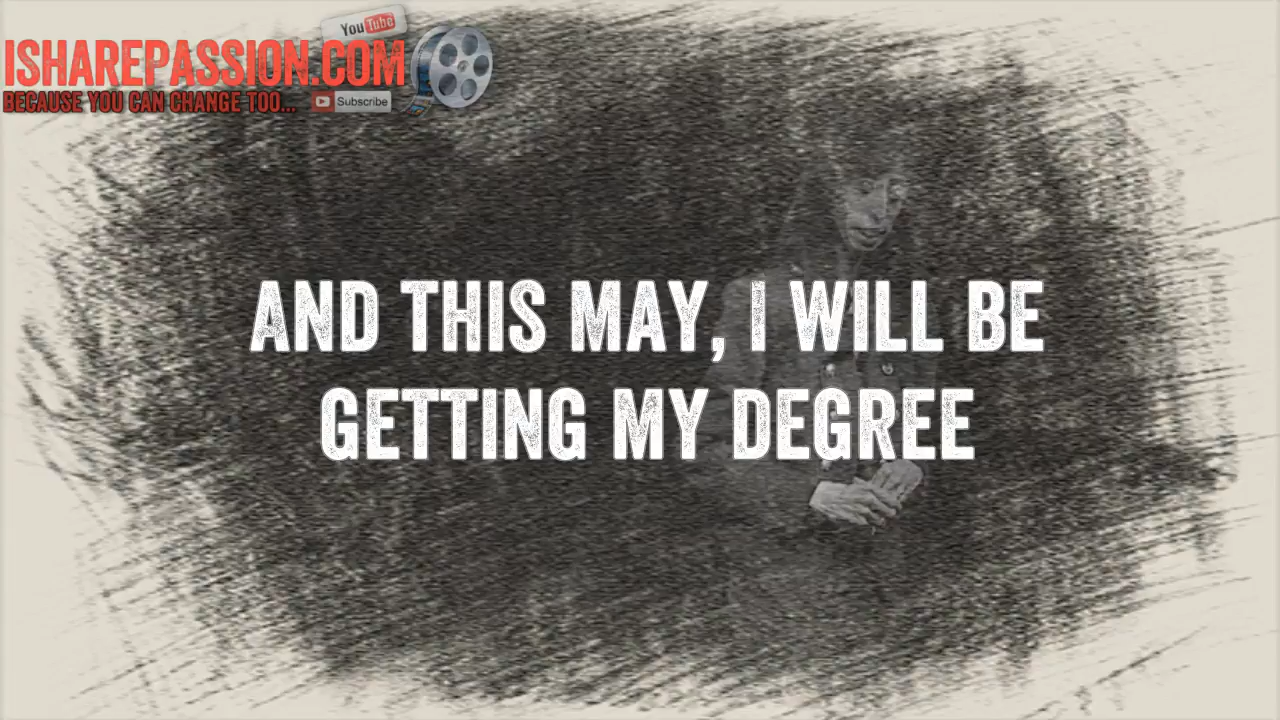 YouTube
ISHAREPASSION.COM
BECAUSE YOU CAN CHANGE TOO...
Subscribe
AND THIS MAY, I WILL BE
GETTING MY DEGREE